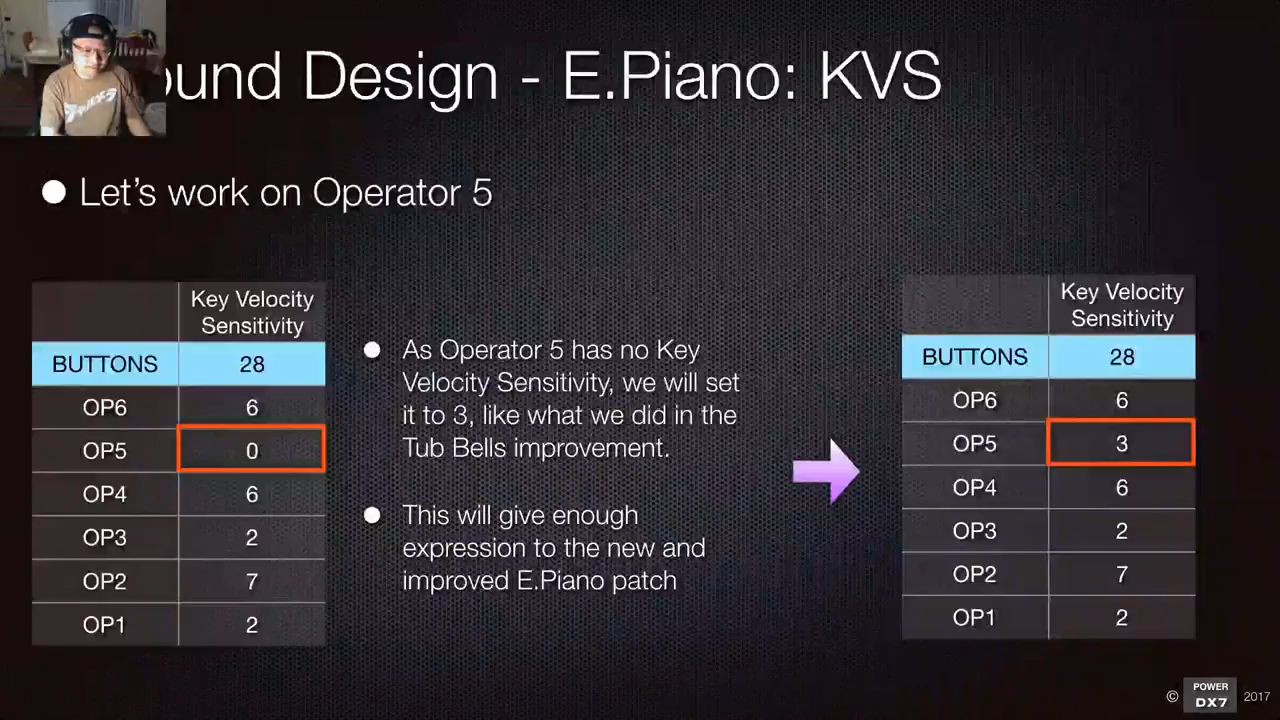 ound Design - E.Piano: KVS
Let's work on Operator 5
Key Velocity
Sensitivity
BUTTONS 28
OP6 6
OP5 0
OP4 6
OP3 2
OP2 7
OP1 2
As Operator 5 has no Key
Velocity Sensitivity, we will set
it to 3, like what we did in the
Tub Bells improvement.
This will give enough
expression to the new and
improved E.Piano patch
Key Velocity
Sensitivity
BUTTONS 28
OP6 6
OP5 3
OP4 6
OP3 2
OP2 7
OP1 2
© POWER
DX7 2017